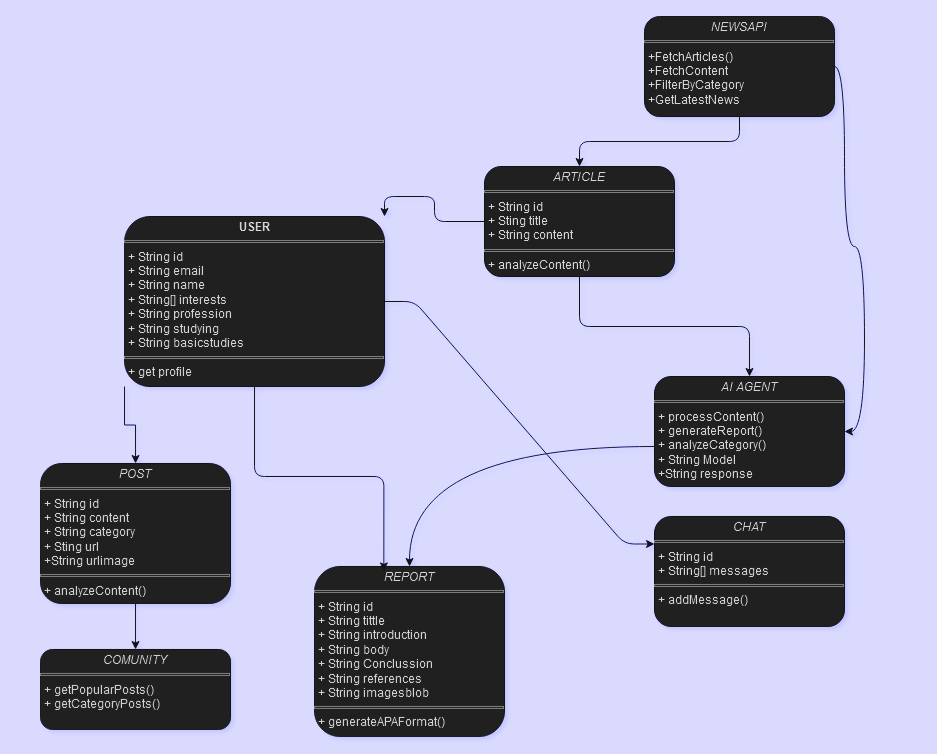 NEWSAPI
+FetchArticles()
+FetchContent
+FilterByCategory
+GetLatestNews
ARTICLE
+ String id
+ Sting title
+ String content
+ analyzeContent()
USER
+ String id
+ String email
+ String name
+ String[] interests
+ String profession
+ String studying
+ String basicstudies
+ get profile
AI AGENT
+ processContent()
+ generateReport()
+ analyzeCategory()
+ String Model
+String response
POST
+ String id
+ String content
+ String category
+ Sting url
+String urlimage
+ analyzeContent()
CHAT
+ String id
+ String[] messages
+ addMessage()
REPORT
+ String id
+ String tittle
+ String introduction
+ String body
+ String Conclussion
+ String references
+ String imagesblob
+ generateAPAFormat()
COMUNITY
+ getPopularPosts()
+ getCategoryPosts()